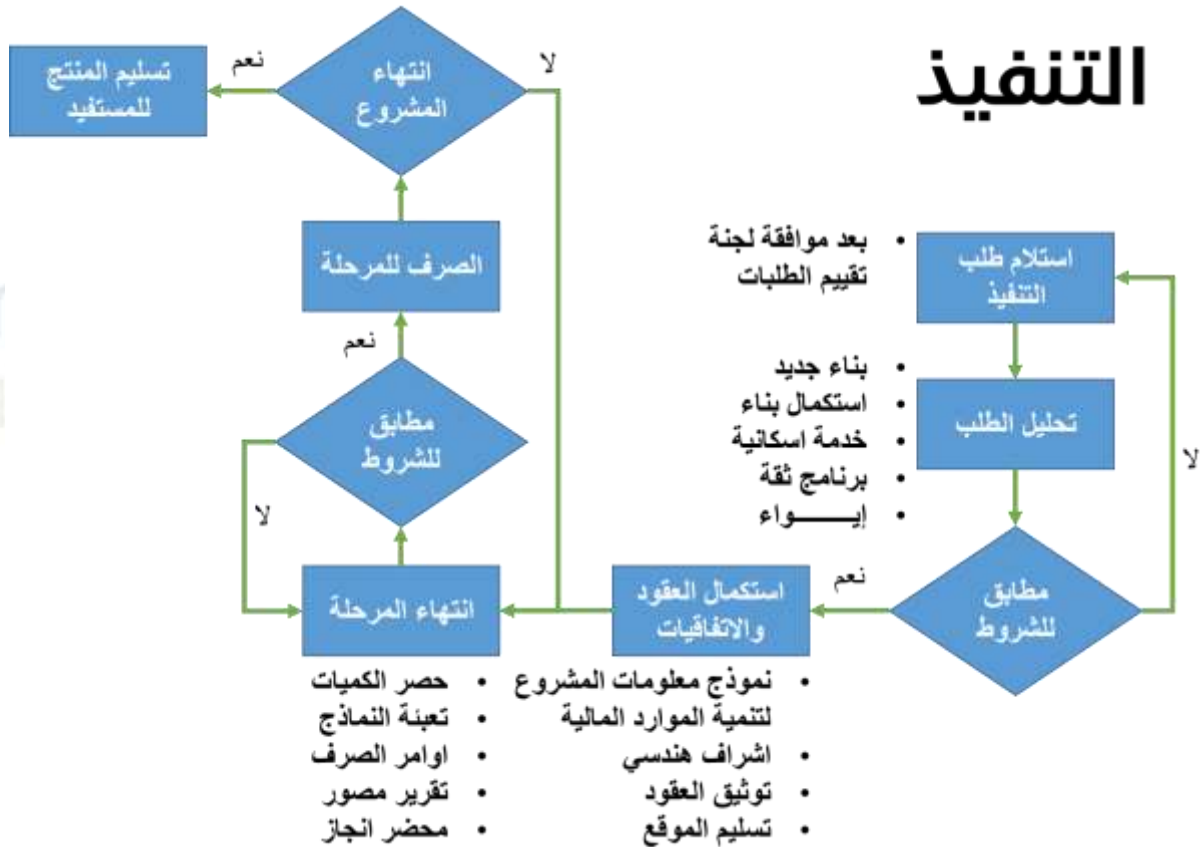 التنفيذ
استلام طلب
التنفيذ
• بعد موافقة لجنة
تقييم الطلبات
تحليل الطلب
• بناء جديد
• استكمال بناء
• خدمة اسكانية
• برنامج ثقة
• إيـــــــواء
مطابق
للشروط
لا
نعم
استكمال العقود
والاتفاقيات
• نموذج معلومات المشروع
لتنمية الموارد المالية
• اشراف هندسي
• توثيق العقود
• تسليم الموقع
انتهاء المرحلة
• حصر الكميات
• تعبئة النماذج
• اوامر الصرف
• تقرير مصور
• محضر انجاز
مطابق
للشروط
لا
نعم
الصرف للمرحلة
انتهاء
المشروع
لا
نعم
تسليم المنتج
للمستفيد